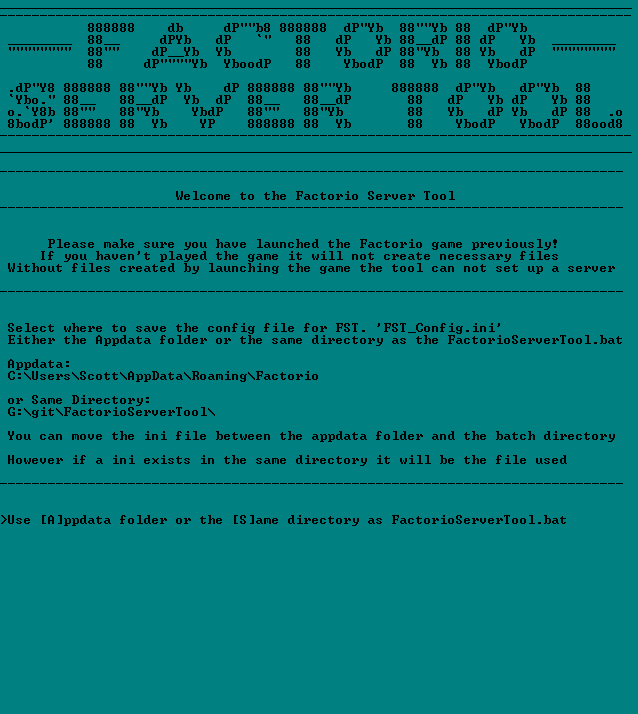 FACTORIO
SERVER TOOL
Welcome to the Factorio Server Tool
Please make sure you have launched the Factorio game previously!
If you haven't played the game it will not create necessary files
Without files created by launching the game the tool can not set up a server
Select where to save the config file for FST. 'FST_Config.ini'
Either the Appdata folder or the same directory as the FactorioServerTool.bat
Appdata:
C:\Users\Scott\AppData\Roaming\Factorio
or Same Directory:
G:\git\FactorioServerTool\
You can move the ini file between the appdata folder and the batch directory
However if a ini exists in the same directory it will be the file used
>Use [A]ppdata folder or the [S]ame directory as FactorioServerTool.bat